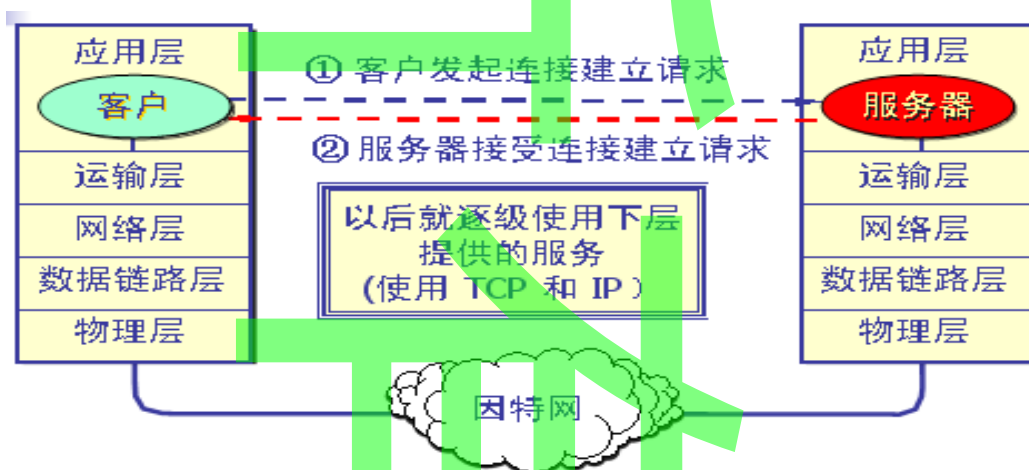 应用层
客户
运输层
网络层
数据链路层
物理层
① 客户发起连接建立请求
② 服务器接受连接建立请求
以后就逐级使用下层
提供的服务
(使用 TCP 和 IP)
因特网
应用层
服务器
运输层
网络层
数据链路层
物理层